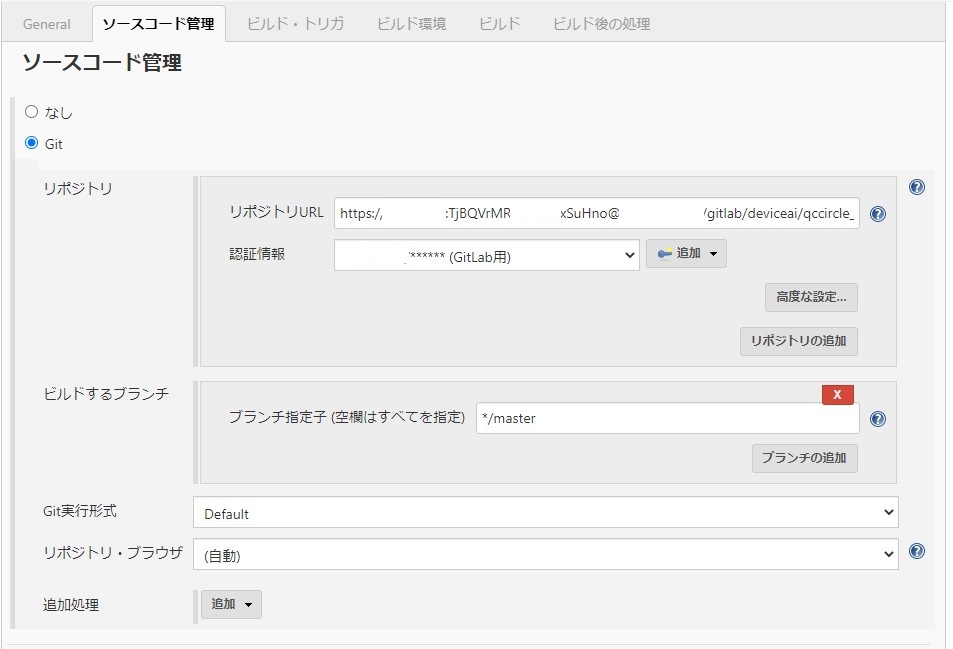 General ソースコード管理 ビルド・トリガ ビルド環境 ビルド ビルド後の処理
ソースコード管理
なし
Git
リポジトリ
リポジトリURL https:/, :TjBQVrMR xSuHno@ /gitlab/deviceai/qccircle_
認証情報 /****** (GitLab用) 追加
高度な設定...
リポジトリの追加
ビルドするブランチ
X
ブランチ指定子 (空欄はすべてを指定) */master
ブランチの追加
Git実行形式 Default
リポジトリ・ブラウザ (自動)
追加処理 追加